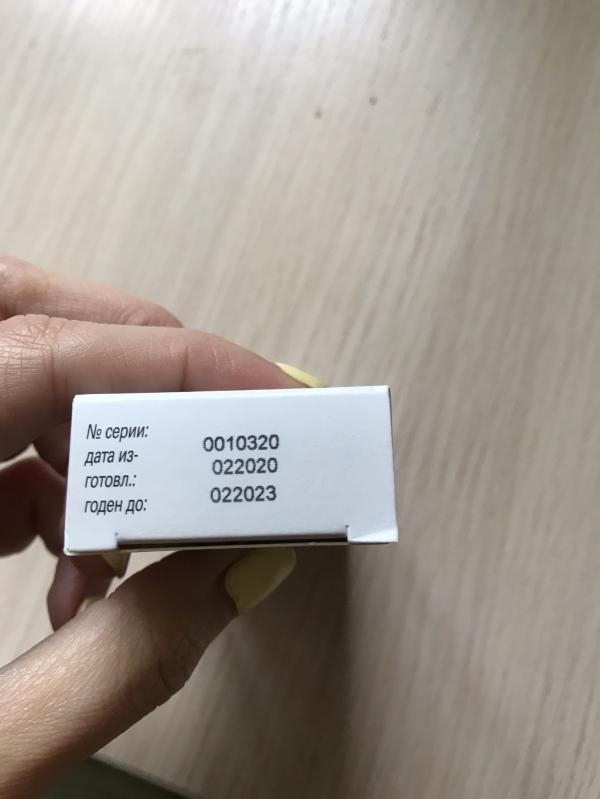 № серии: 0010320
дата из- 022020
готовл.:
годен до: 022023